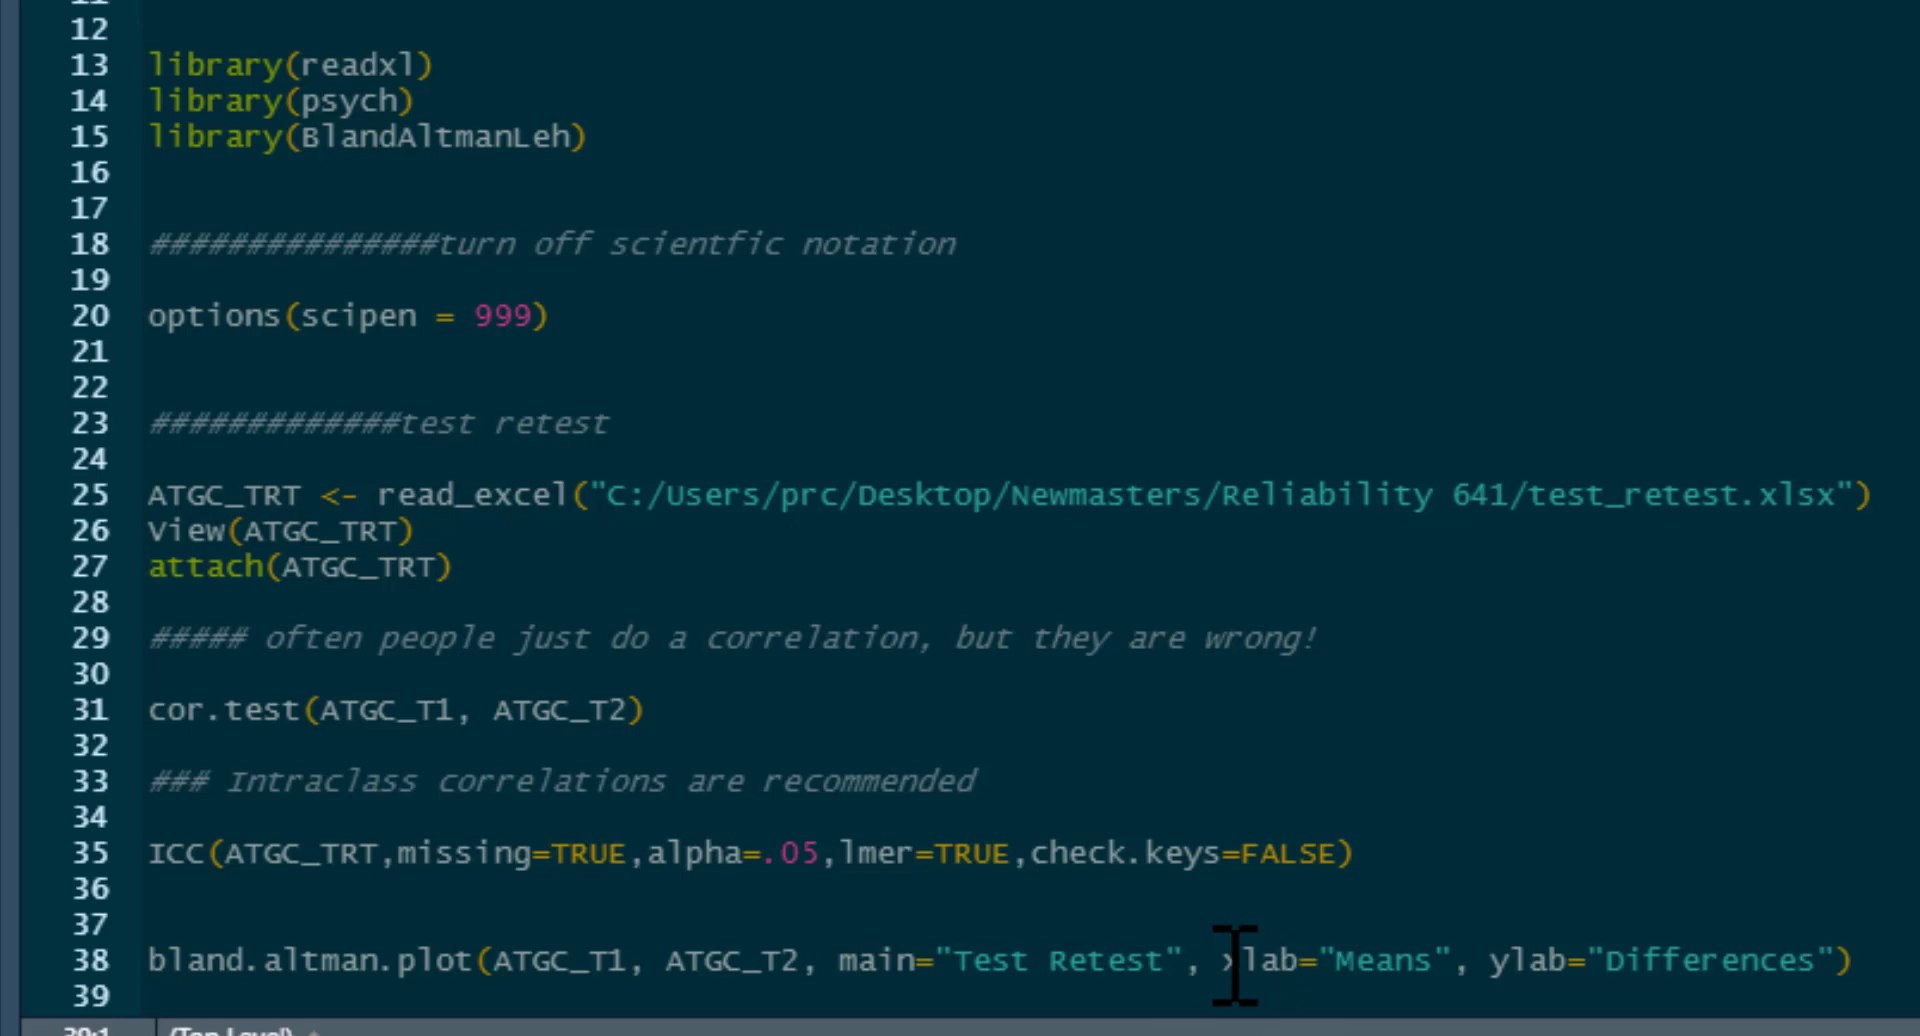 12
13 library(readxl)
14 library(psych)
15 library(BlandAltmanLeh)
16
17
18 ###############turn off scientfic notation
19
20 options(scipen = 999)
21
22
23 #############test retest
24
25 ATGC_TRT <- read_excel("C:/Users/prc/Desktop/Newmasters/Reliability 641/test_retest.xlsx")
26 View(ATGC_TRT)
27 attach(ATGC_TRT)
28
29 ##### often people just do a correlation, but they are wrong!
30
31 cor.test(ATGC_T1, ATGC_T2)
32
33 ### Intraclass correlations are recommended
34
35 ICC(ATGC_TRT,missing=TRUE,alpha=.05,lmer=TRUE,check.keys=FALSE)
36
37
38 bland.altman.plot(ATGC_T1, ATGC_T2, main="Test Retest", xlab="Means", ylab="Differences")
39
39:1 (Top Level)